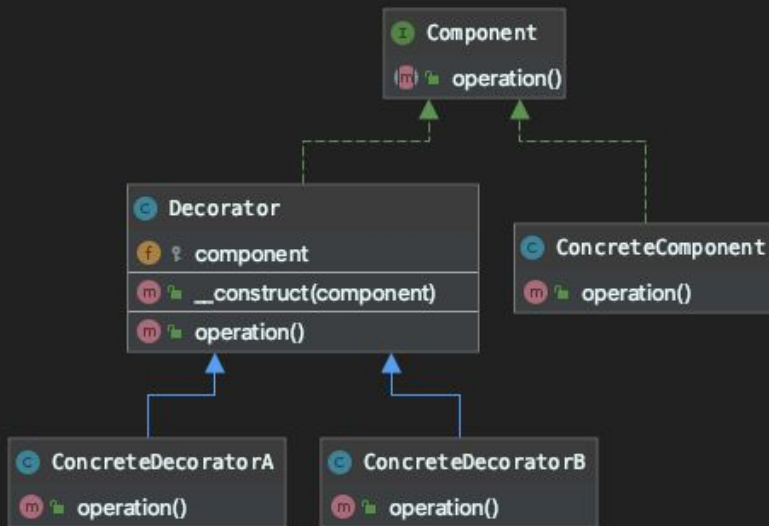 I Component
m operation()
C Decorator
f component
m __construct(component)
m operation()
C ConcreteComponent
m operation()
C ConcreteDecoratorA
m operation()
C ConcreteDecoratorB
m operation()